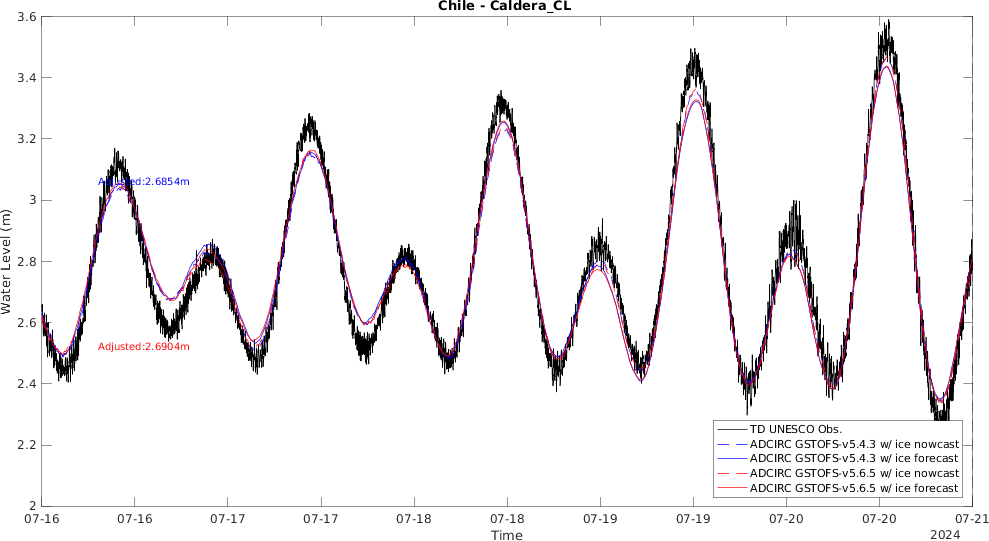 Chile - Caldera_CL
3.6
3.4
3.2
3
2.8
2.6
2.4
2.2
2
Water Level (m)
Adjusted:2.6854m
Adjusted:2.6904m
TD UNESCO Obs.
ADCIRC GSTOFS-v5.4.3 w/ ice nowcast
ADCIRC GSTOFS-v5.4.3 w/ ice forecast
ADCIRC GSTOFS-v5.6.5 w/ ice nowcast
ADCIRC GSTOFS-v5.6.5 w/ ice forecast
07-16 07-16 07-17 07-17 07-18 07-18 07-19 07-19 07-20 07-20 07-21
Time
2024